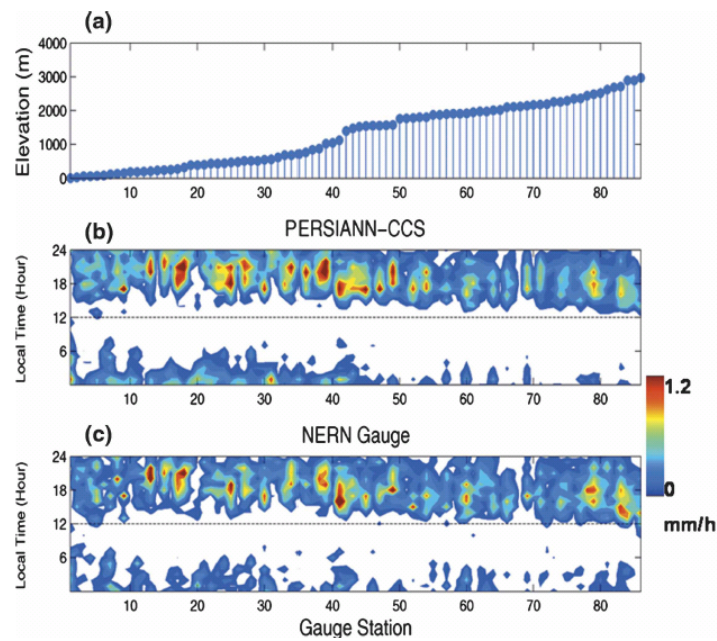 (a)
Elevation (m)
4000
3000
2000
1000
0
10 20 30 40 50 60 70 80
PERSIANN-CCS
(b)
Local Time (Hour)
24
18
12
6
10 20 30 40 50 60 70 80
1.2
0
mm/h
(c)
NERN Gauge
Local Time (Hour)
24
18
12
6
10 20 30 40 50 60 70 80
Gauge Station